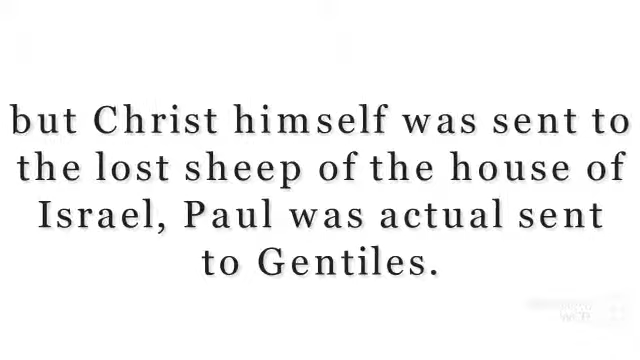 but Christ himself was sent to
the lost sheep of the house of
Israel, Paul was actual sent
to Gentiles.